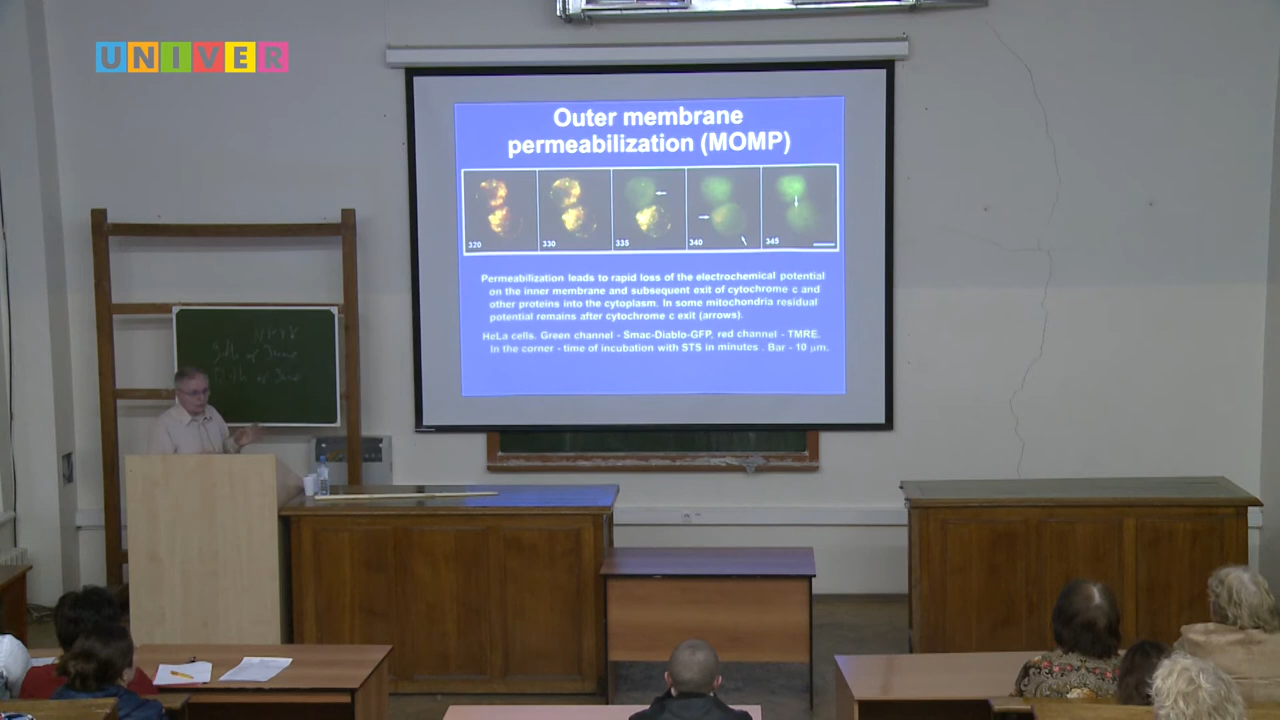 UNIVER
Outer membrane
permeabilization (MOMP)
320 330 335 340 345
Permeabilization leads to rapid loss of the electrochemical potential
on the inner membrane and subsequent exit of cytochrome c and
other proteins into the cytoplasm. In some mitochondria residual
potential remains after cytochrome c exit (arrows).
HeLa cells. Green channel - Smac-Diablo-GFP, red channel - TMRE.
In the corner - time of incubation with STS in minutes . Bar - 10 μm.